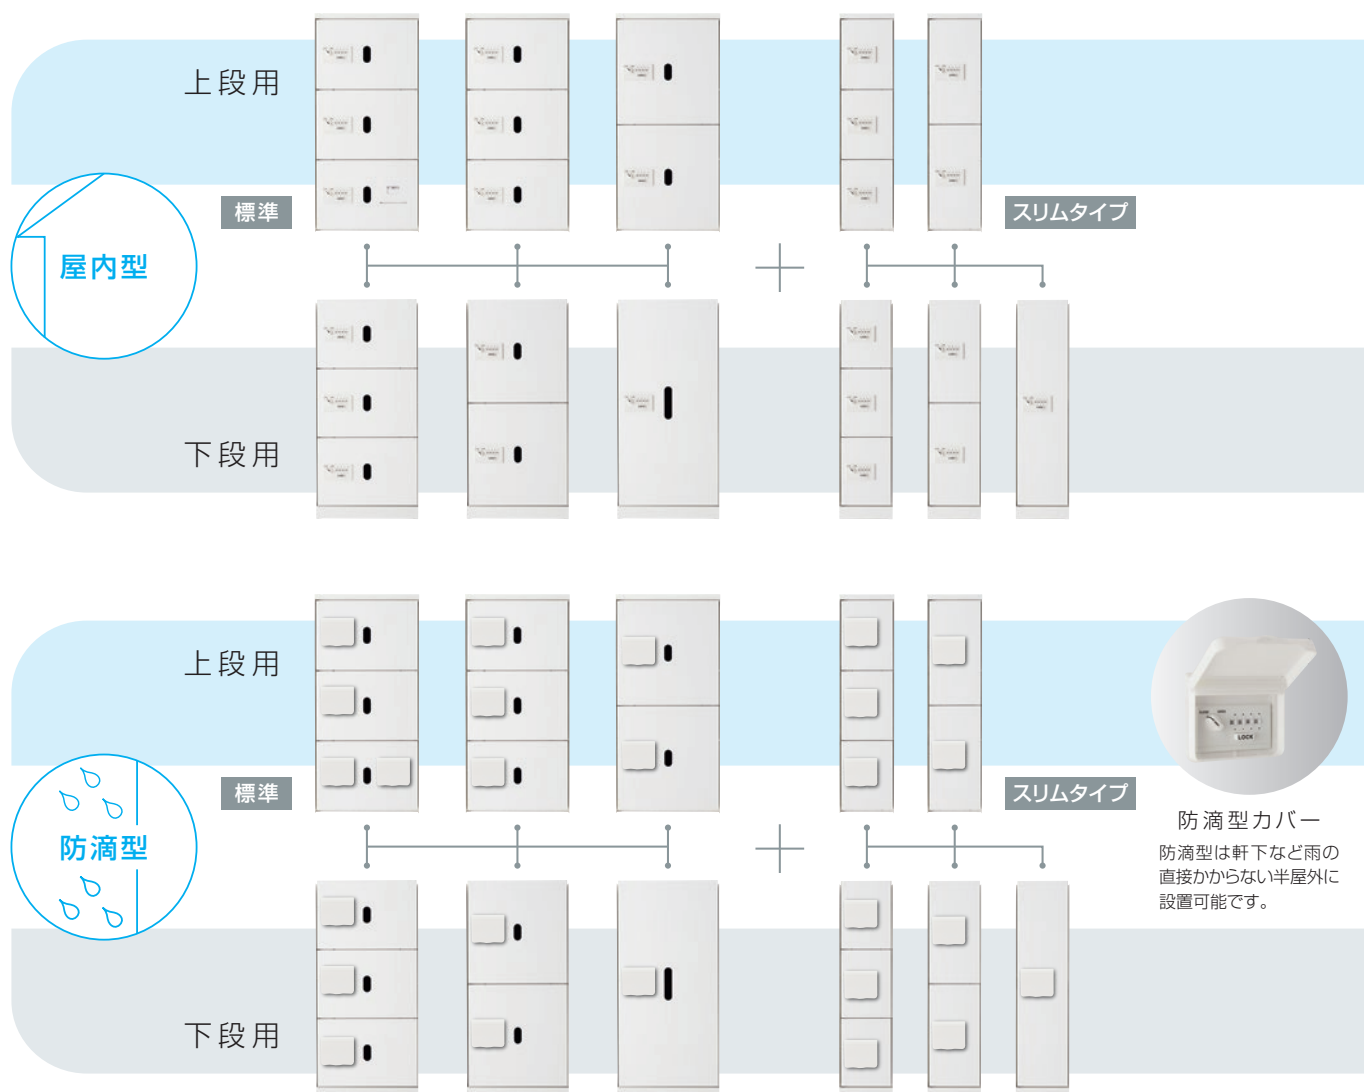 上段用
標準
スリムタイプ
屋内型
下段用
上段用
標準
スリムタイプ
防滴型
下段用
LOCK
防滴型カバー
防滴型は軒下など雨の
直接かからない半屋外に
設置可能です。